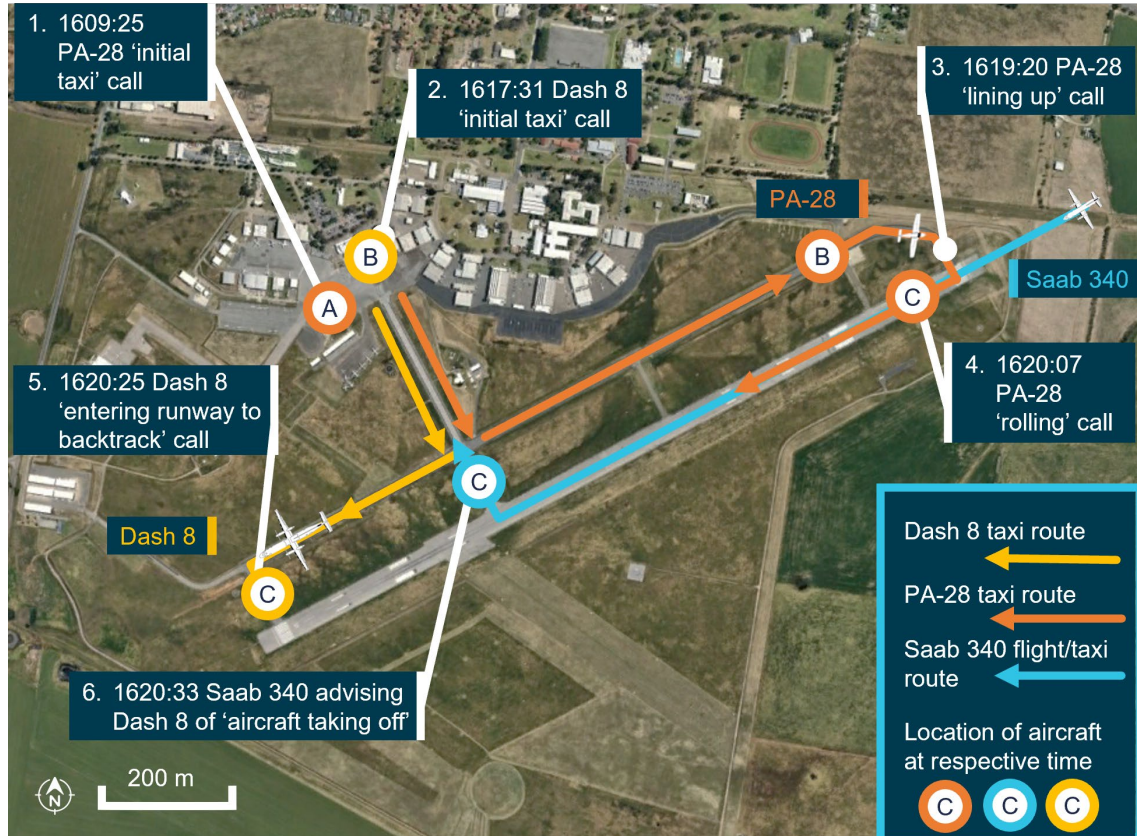 1. 1609:25
PA-28 ‘initial
taxi’ call
2. 1617:31 Dash 8
‘initial taxi’ call
3. 1619:20 PA-28
‘lining up’ call
PA-28
B
B
A
C
Saab 340
4. 1620:07
PA-28
‘rolling’ call
5. 1620:25 Dash 8
‘entering runway to
backtrack’ call
C
Dash 8
C
6. 1620:33 Saab 340 advising
Dash 8 of ‘aircraft taking off’
200 m
N
Dash 8 taxi route
PA-28 taxi route
Saab 340 flight/taxi
route
Location of aircraft
at respective time
C C C